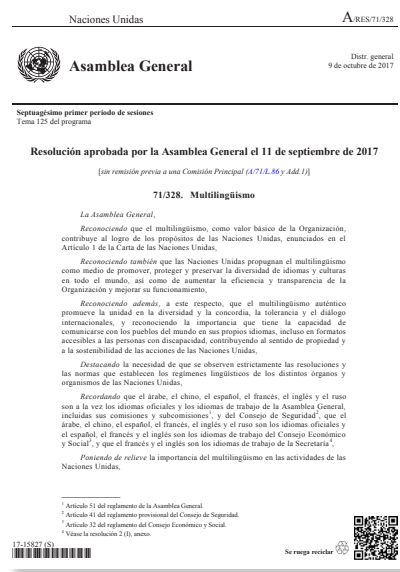 Naciones Unidas
A/RES/71/328
Asamblea General
Distr. general
9 de octubre de 2017
Septuagésimo primer período de sesiones
Tema 125 del programa
Resolución aprobada por la Asamblea General el 11 de septiembre de 2017
[sin remisión previa a una Comisión Principal (A/71/L.86 y Add.1)]
71/328. Multilingüismo
La Asamblea General,
Reconociendo que el multilingüismo, como valor básico de la Organización,
contribuye al logro de los propósitos de las Naciones Unidas, enunciados en el
Artículo 1 de la Carta de las Naciones Unidas,
Reconociendo también que las Naciones Unidas propugnan el multilingüismo
como medio de promover, proteger y preservar la diversidad de idiomas y culturas
en todo el mundo, así como de aumentar la eficiencia y transparencia de la
Organización y mejorar su funcionamiento,
Reconociendo además, a este respecto, que el multilingüismo auténtico
promueve la unidad en la diversidad y la concordia, la tolerancia y el diálogo
internacionales, y reconociendo la importancia que tiene la capacidad de
comunicarse con los pueblos del mundo en sus propios idiomas, incluso en formatos
accesibles a las personas con discapacidad, contribuyendo al sentido de propiedad y
a la sostenibilidad de las acciones de las Naciones Unidas,
Destacando la necesidad de que se observen estrictamente las resoluciones y
las normas que establecen los regímenes lingüísticos de los distintos órganos y
organismos de las Naciones Unidas,
Recordando que el árabe, el chino, el español, el francés, el inglés y el ruso
son a la vez los idiomas oficiales y los idiomas de trabajo de la Asamblea General,
incluidas sus comisiones y subcomisiones¹, y del Consejo de Seguridad², que el
árabe, el chino, el español, el francés, el inglés y el ruso son los idiomas oficiales y
el español, el francés y el inglés son los idiomas de trabajo del Consejo Económico
y Social³, y que el francés y el inglés son los idiomas de trabajo de la Secretaría⁴,
Poniendo de relieve la importancia del multilingüismo en las actividades de las
Naciones Unidas,
¹ Artículo 51 del reglamento de la Asamblea General.
² Artículo 41 del reglamento provisional del Consejo de Seguridad.
³ Artículo 32 del reglamento del Consejo Económico y Social.
⁴ Véase la resolución 2 (I), anexo.
17-15827 (S)
Se ruega reciclar